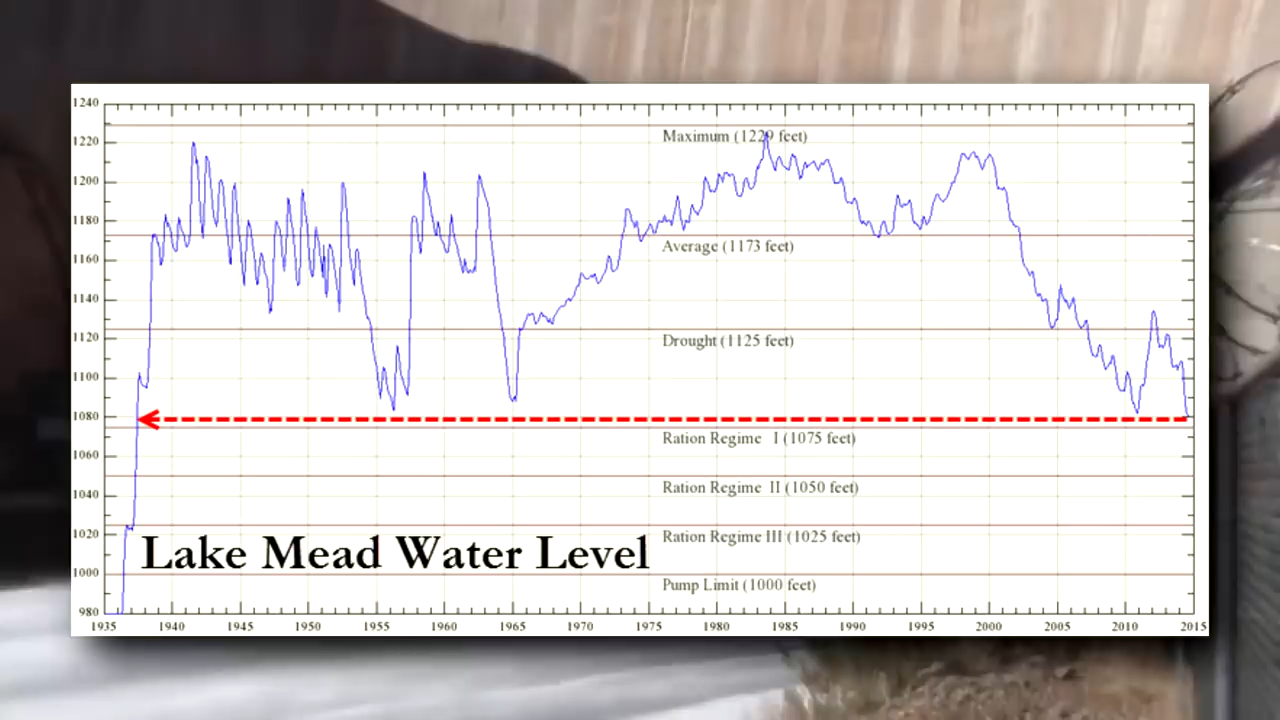 1240
1220
1200
1180
1160
1140
1120
1100
1080
1060
1040
1020
1000
980
Maximum (1229 feet)
Average (1173 feet)
Drought (1125 feet)
Ration Regime I (1075 feet)
Ration Regime II (1050 feet)
Ration Regime III (1025 feet)
Lake Mead Water Level
Pump Limit (1000 feet)
1935 1940 1945 1950 1955 1960 1965 1970 1975 1980 1985 1990 1995 2000 2005 2010 2015